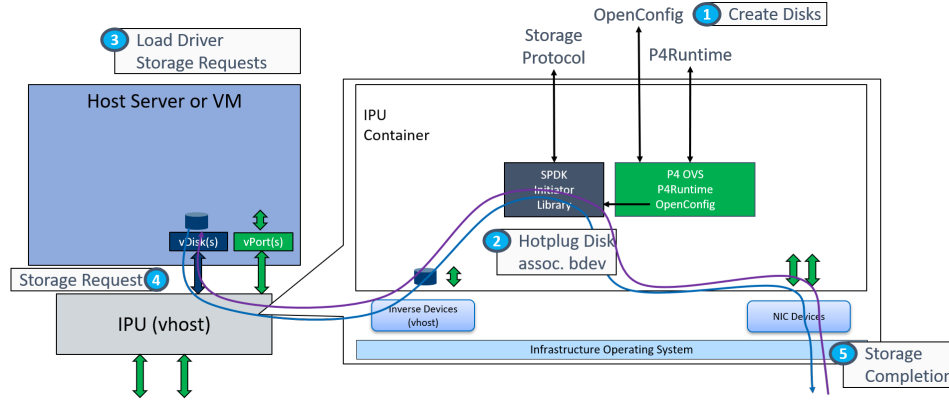 OpenConfig
1 Create Disks
3 Load Driver
Storage Requests
Storage
Protocol
P4Runtime
Host Server or VM
IPU
Container
SPDK
Initiator
Library
P4 OVS
P4Runtime
OpenConfig
vDisk(s)
vPort(s)
2 Hotplug Disk
assoc. bdev
Storage Request 4
IPU (vhost)
Inverse Devices
(vhost)
NIC Devices
Infrastructure Operating System
5 Storage
Completion